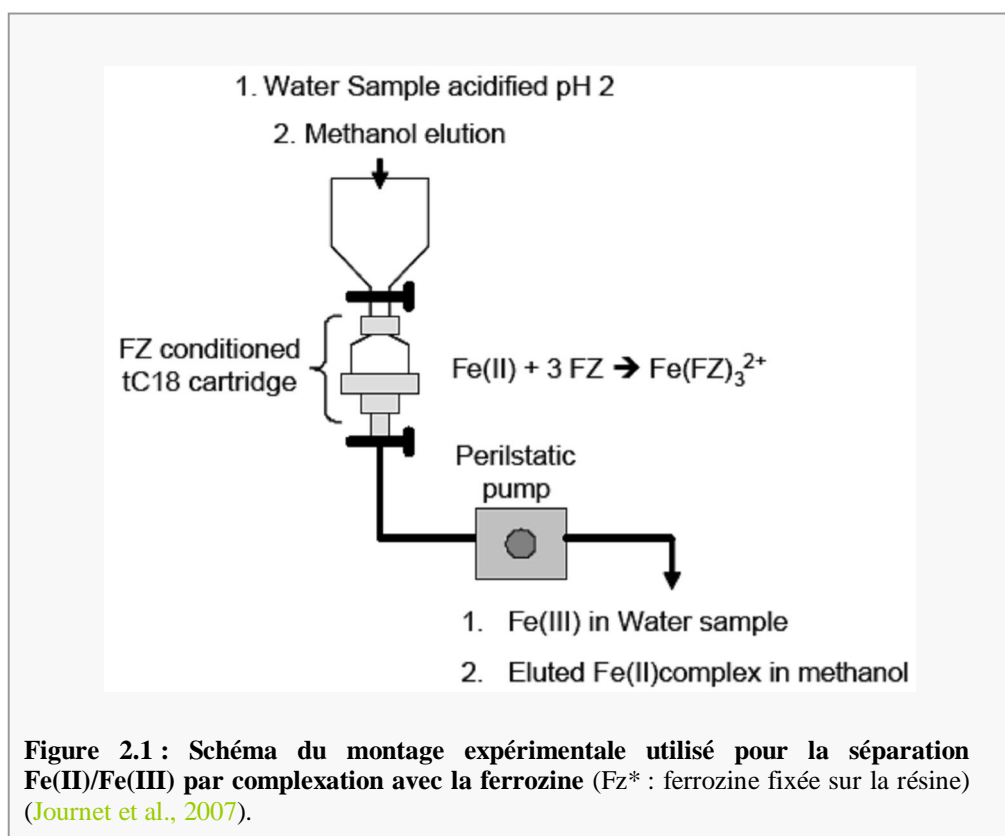 1. Water Sample acidified pH 2
2. Methanol elution
FZ conditioned
tC18 cartridge
Fe(II) + 3 FZ ➔ Fe(FZ)₃²⁺
Perilstatic
pump
1. Fe(III) in Water sample
2. Eluted Fe(II)complex in methanol
Figure 2.1 : Schéma du montage expérimentale utilisé pour la séparation
Fe(II)/Fe(III) par complexation avec la ferrozine (Fz* : ferrozine fixée sur la résine)
(Journet et al., 2007).